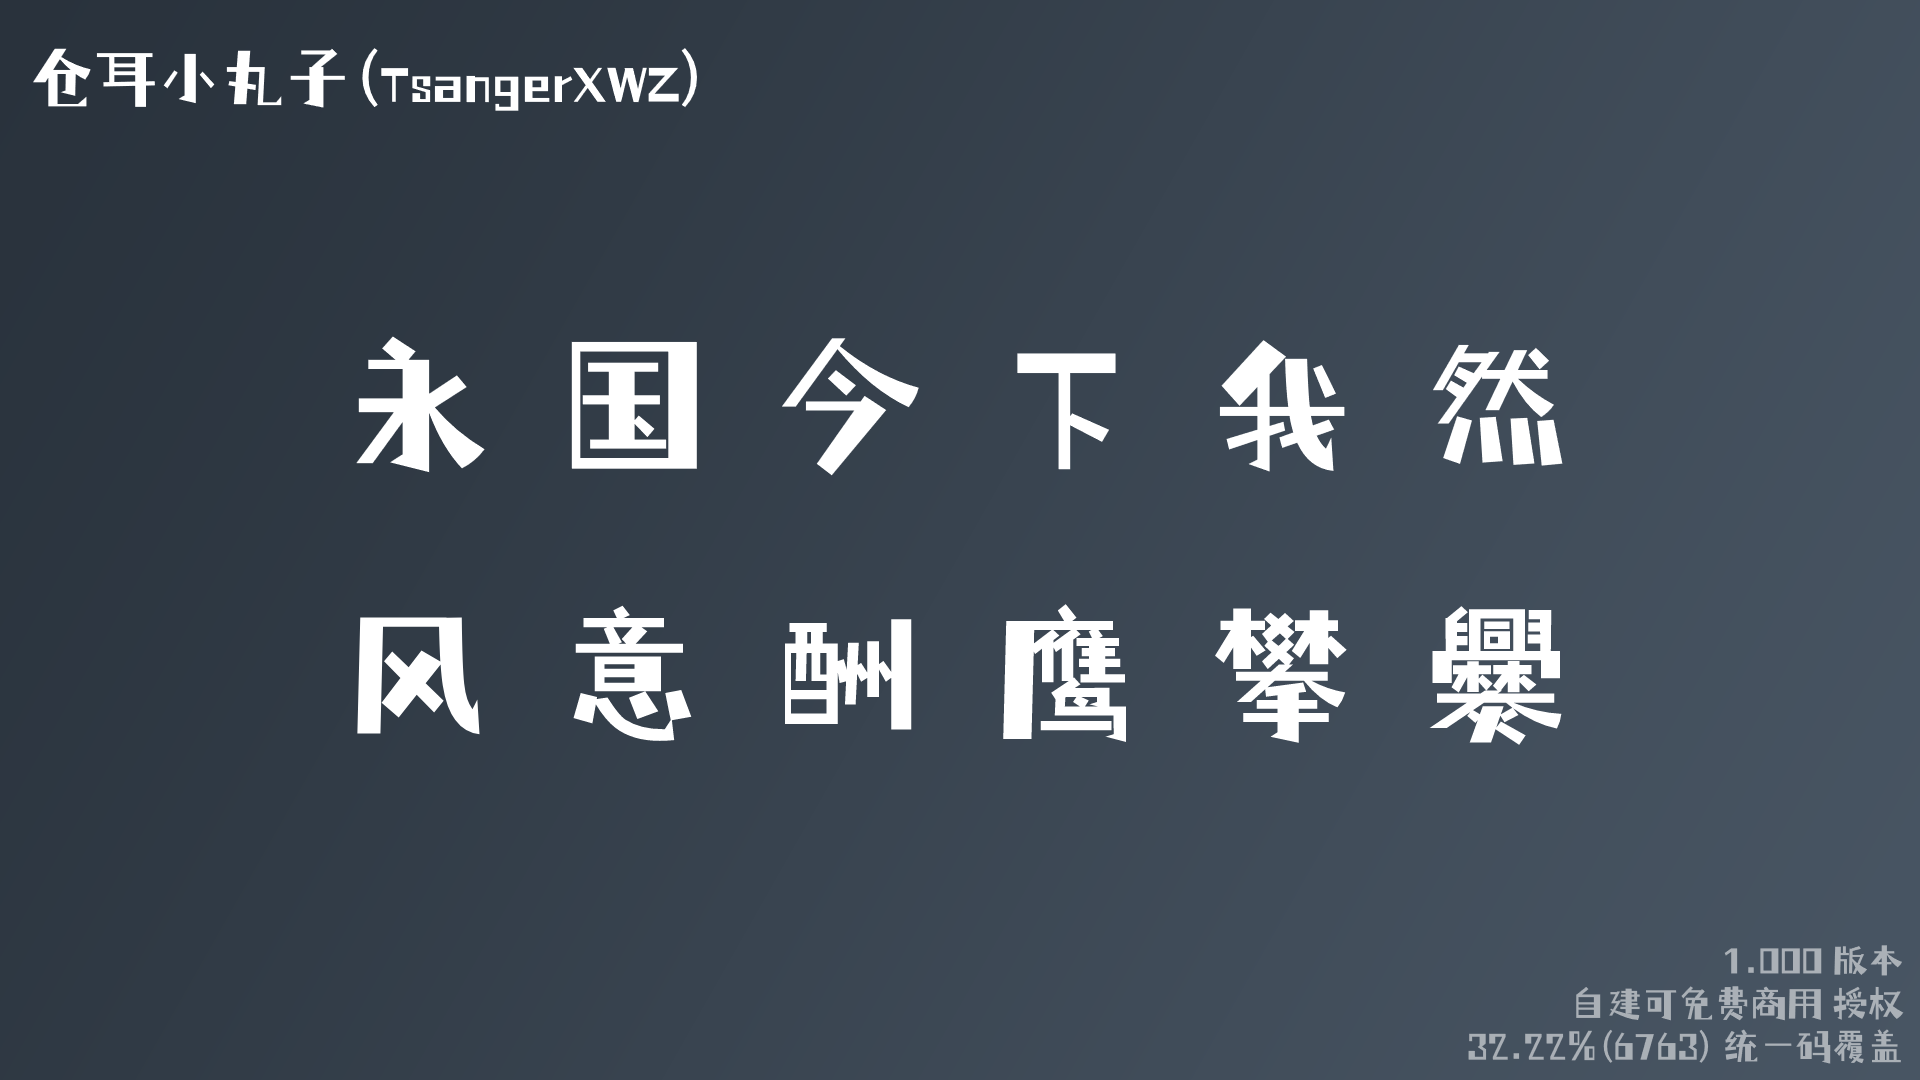 仓耳小丸子(TsangerXWZ)
永国今下我然
风意酬鹰攀爨
1.000 版本
自建可免费商用 授权
32.22%(6763) 统一码覆盖